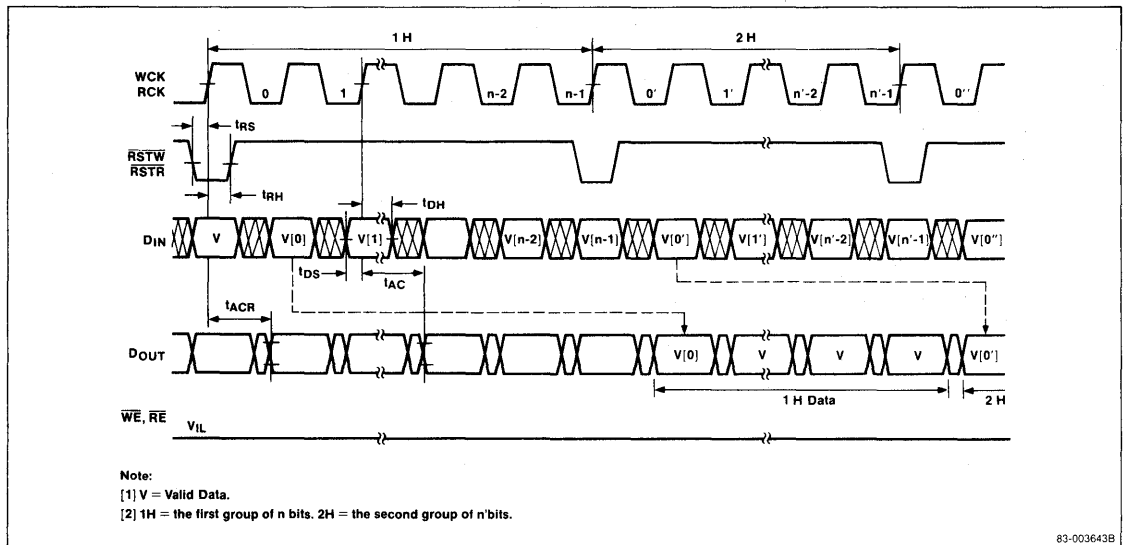 1 H 2 H
WCK
RCK
0 1 n-2 n-1 0' 1' n'-2 n'-1 0''
tRS
RSTW
RSTR
tRH
tDH
DIN V V[0] V[1] V[n-2] V[n-1] V[0'] V[1'] V[n'-2] V[n'-1] V[0'']
tDS
tAC
tACR
DOUT V[0] V V V V[0']
1 H Data 2 H
WE, RE
VIL
Note:
[1] V = Valid Data.
[2] 1H = the first group of n bits. 2H = the second group of n'bits.
83-003643B